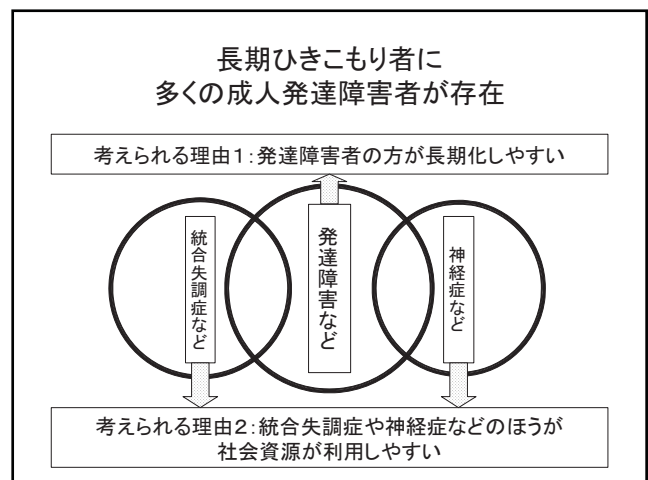 長期ひきこもり者に
多くの成人発達障害者が存在
考えられる理由1：発達障害者の方が長期化しやすい
統合失調症など
発達障害など
神経症など
考えられる理由2：統合失調症や神経症などのほうが
社会資源が利用しやすい